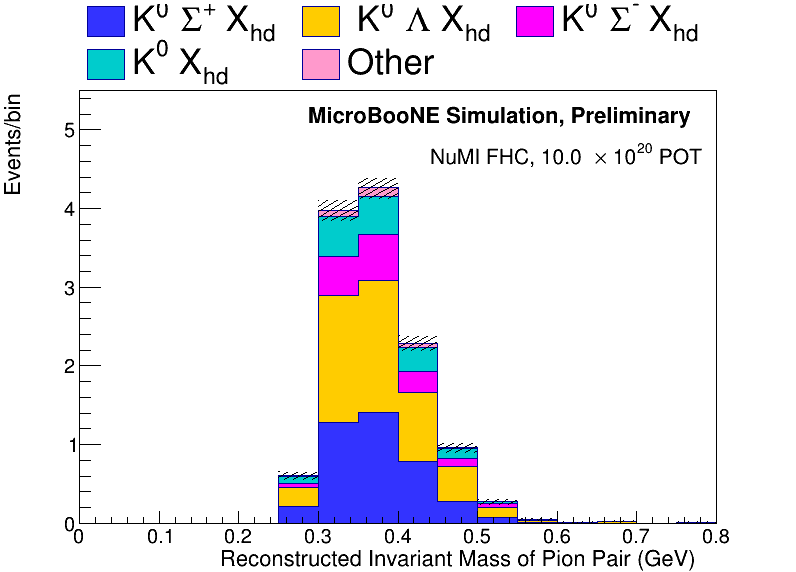 K⁰ Σ⁺ X_hd K⁰ Λ X_hd K⁰ Σ⁻ X_hd
K⁰ X_hd Other
MicroBooNE Simulation, Preliminary
NuMI FHC, 10.0 ×10²⁰ POT
Events/bin
5
4
3
2
1
0
0 0.1 0.2 0.3 0.4 0.5 0.6 0.7 0.8
Reconstructed Invariant Mass of Pion Pair (GeV)